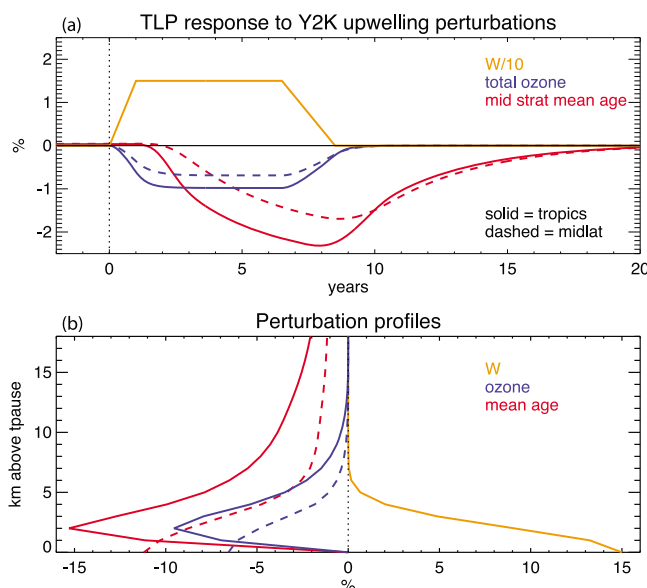 TLP response to Y2K upwelling perturbations
(a)
W/10
total ozone
mid strat mean age
2
1
0
-1
-2
%
solid = tropics
dashed = midlat
0 5 10 15 20
years
Perturbation profiles
(b)
W
ozone
mean age
15
10
5
0
km above tpause
-15 -10 -5 0 5 10 15
%